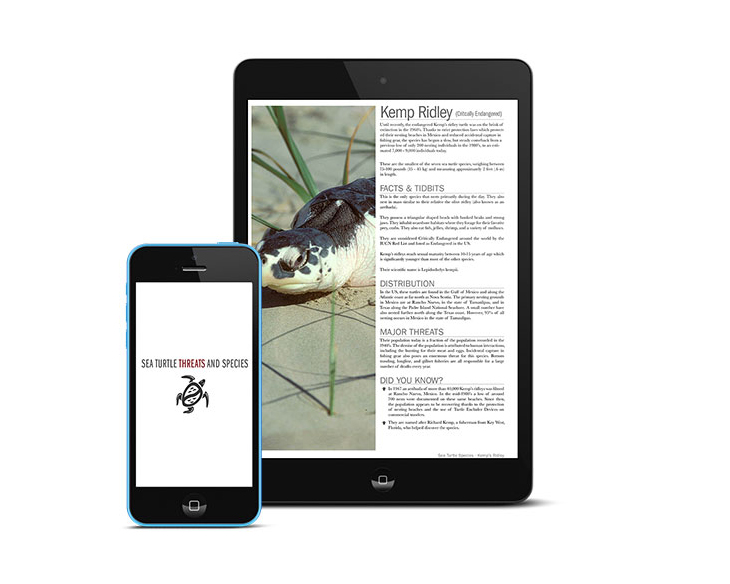 Kemp Ridley (Critically Endangered)
Until recently, the endangered Kemp's ridley turtle was on the brink of
extinction in the 1960's. Thanks to strict protection laws which protect-
ed their nesting beaches in Mexico and reduced accidental capture in
fishing gear, the species has begun a slow, but steady comeback from a
previous low of only 200 nesting individuals in the 1980's, to an esti-
mated 7,000 - 9,000 individuals today.
These are the smallest of the seven sea turtle species, weighing between
75-100 pounds (35 - 45 kg) and measuring approximately 2 feet (.6 m)
in length.
FACTS & TIDBITS
This is the only species that nests primarily during the day. They also
nest in mass similar to their relative the olive ridley (also known as an
arribada).
They possess a triangular shaped head with hooked beaks and strong
jaws. They inhabit nearshore habitat where they forage for their favorite
prey, crabs. They also eat fish, jellies, shrimp, and a variety of mollusks.
They are considered Critically Endangered around the world by the
IUCN Red List and listed as Endangered in the US.
Kemp's ridleys reach sexual maturity between 10-15 years of age which
is significantly younger than most of the other species.
Their scientific name is Lepidochelys kempii.
DISTRIBUTION
In the US, these turtles are found in the Gulf of Mexico and along the
Atlantic coast as far north as Nova Scotia. The primary nesting grounds
in Mexico are at Rancho Nuevo, in the state of Tamaulipas, and in
Texas along the Padre Island National Seashore. A small number have
also nested further north along the Texas coast. However, 95% of all
nesting occurs in Mexico in the state of Tamaulipas.
MAJOR THREATS
Their population today is a fraction of the population recorded in the
1940's. The demise of the population is attributed to human interactions,
including the hunting for their meat and eggs. Incidental capture in
fishing gear also poses an enormous threat for this species. Bottom
trawling, longline, and gillnet fisheries are all responsible for a large
number of deaths every year.
DID YOU KNOW?
In 1947 an arribada of more than 40,000 Kemp's ridleys was filmed
at Rancho Nuevo, Mexico. In the mid-1980's a low of around
700 nests were documented on these same beaches. Since then,
the population appears to be recovering thanks to the protection
of nesting beaches and the use of Turtle Excluder Devices on
commercial trawlers.
They are named after Richard Kemp, a fisherman from Key West,
Florida, who helped discover the species.
Sea Turtle Species - Kemp's Ridley
SEA TURTLE THREATS AND SPECIES